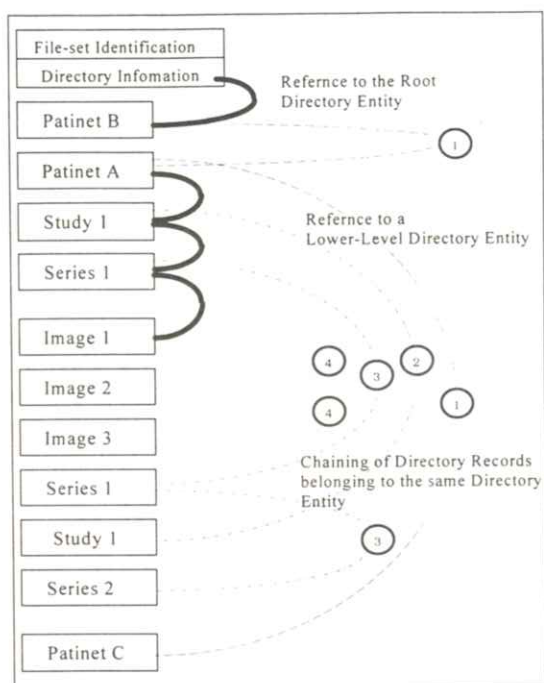 File-set Identification
Directory Infomation
Refernce to the Root
Directory Entity
Patinet B
1
Patinet A
Study 1
Refernce to a
Lower-Level Directory Entity
Series 1
Image 1
4
3
2
Image 2
4
1
Image 3
Chaining of Directory Records
belonging to the same Directory
Entity
Series 1
Study 1
3
Series 2
Patinet C